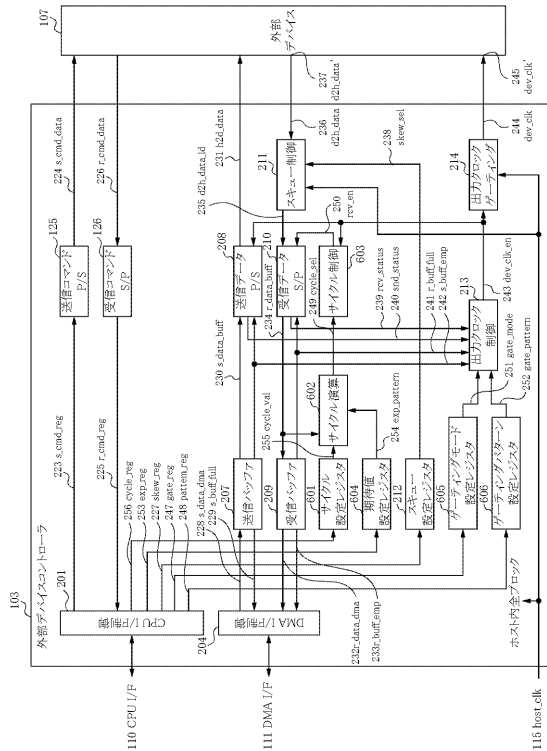 103
外部デバイスコントローラ
201
CPU I/F制御
204
DMA I/F制御
110 CPU I/F
111 DMA I/F
115 host_clk
ホスト内全ブロック
223 s_cmd_reg
225 r_cmd_reg
256 cycle_reg
253 exp_reg
227 skew_reg
247 gate_reg
248 pattern_reg
228 s_data_dma
229 s_buff_full
232r_data_dma
233r_buff_emp
207
送信バッファ
209
受信バッファ
601
サイクル
設定レジスタ
604
期待値
設定レジスタ
212
スキュー
設定レジスタ
605
ゲーティングモード
設定レジスタ
606
ゲーティングパターン
設定レジスタ
230 s_data_buff
234 r_data_buff
255 cycle_val
602
サイクル演算
254 exp_pattern
249 cycle_sel
125
送信コマンド
P/S
126
受信コマンド
S/P
208
送信データ
P/S
210
受信データ
S/P
603
サイクル制御
250
rcv_en
239 rcv_status
240 snd_status
241 r_buff_full
242 s_buff_emp
213
出力クロック
制御
251 gate_mode
252 gate_pattern
243 dev_clk_en
224 s_cmd_data
226 r_cmd_data
231 h2d_data
235 d2h_data_ld
211
スキュー制御
236
d2h_data
237
d2h_data'
238
skew_sel
214
出力クロック
ゲーティング
244
dev_clk
245
dev_clk'
107
外部
デバイス